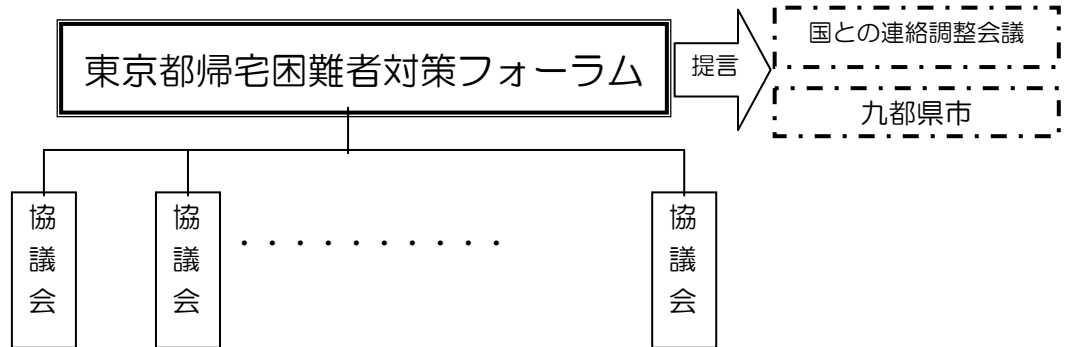 東京都帰宅困難者対策フォーラム
提言
国との連絡調整会議
九都県市
協議会
協議会
・・・・・・・・・・
協議会